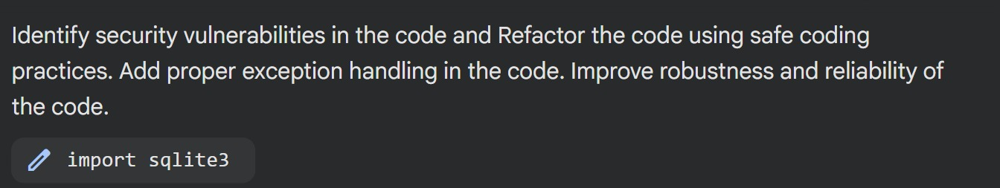 Identify security vulnerabilities in the code and Refactor the code using safe coding
practices. Add proper exception handling in the code. Improve robustness and reliability of
the code.
import sqlite3